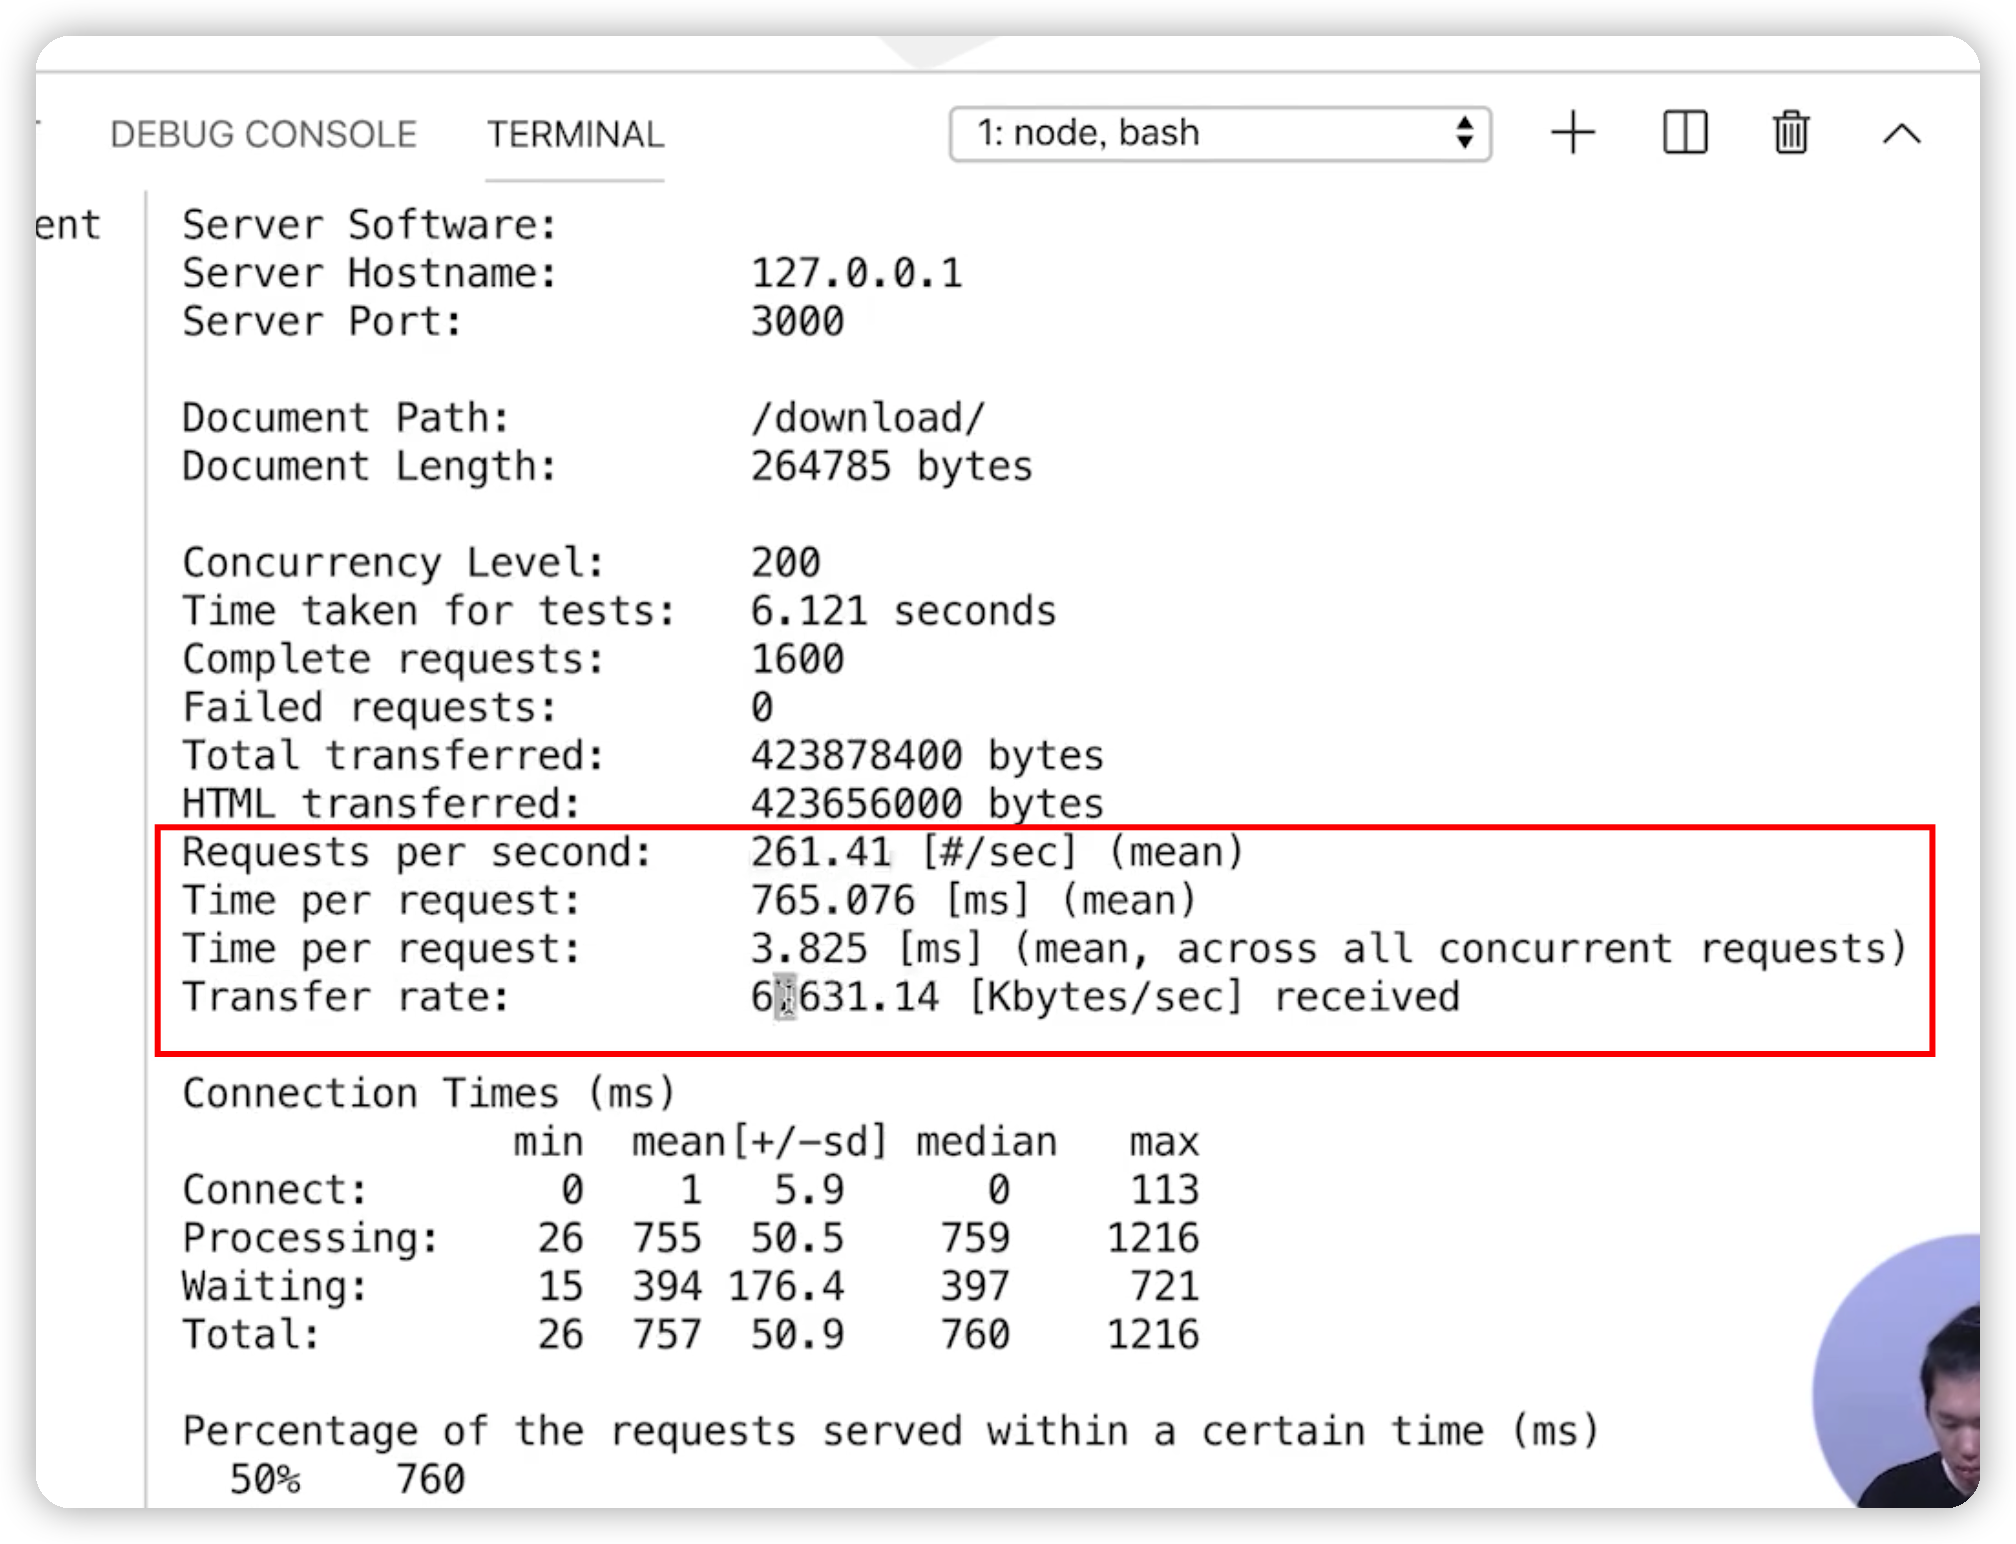 DEBUG CONSOLE TERMINAL 1: node, bash
ent
Server Software:
Server Hostname: 127.0.0.1
Server Port: 3000
Document Path: /download/
Document Length: 264785 bytes
Concurrency Level: 200
Time taken for tests: 6.121 seconds
Complete requests: 1600
Failed requests: 0
Total transferred: 423878400 bytes
HTML transferred: 423656000 bytes
Requests per second: 261.41 [#/sec] (mean)
Time per request: 765.076 [ms] (mean)
Time per request: 3.825 [ms] (mean, across all concurrent requests)
Transfer rate: [Kbytes/sec] received
Connection Times (ms)
min mean[+/-sd] median max
Connect: 0 1 5.9 0 113
Processing: 26 755 50.5 759 1216
Waiting: 15 394 176.4 397 721
Total: 26 757 50.9 760 1216
Percentage of the requests served within a certain time (ms)
50% 760